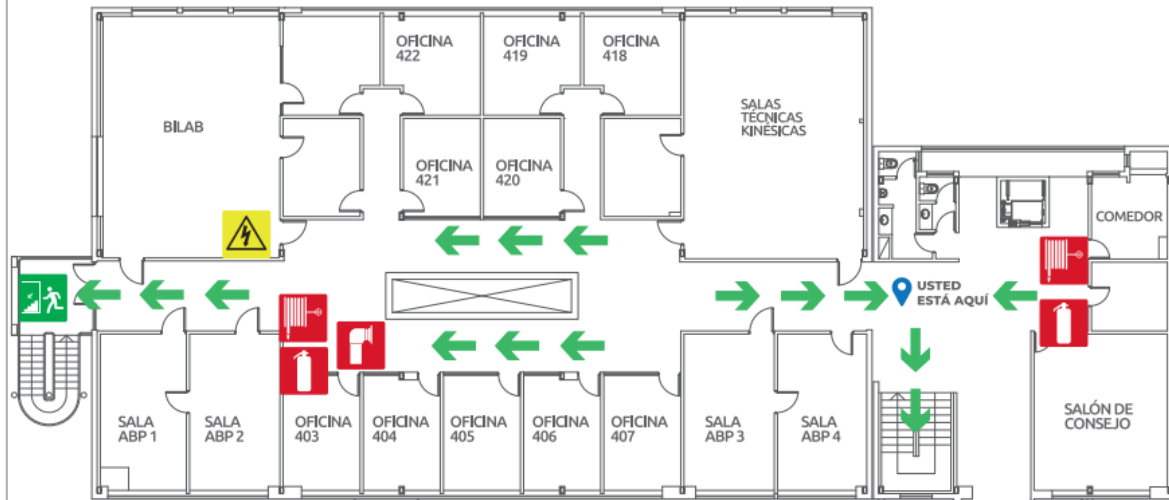 OFICINA
422
OFICINA
419
OFICINA
418
BILAB
SALAS
TÉCNICAS
KINÉSICAS
OFICINA
421
OFICINA
420
COMEDOR
USTED
ESTÁ AQUÍ
SALA
ABP 1
SALA
ABP 2
OFICINA
403
OFICINA
404
OFICINA
405
OFICINA
406
OFICINA
407
SALA
ABP 3
SALA
ABP 4
SALÓN DE
CONSEJO